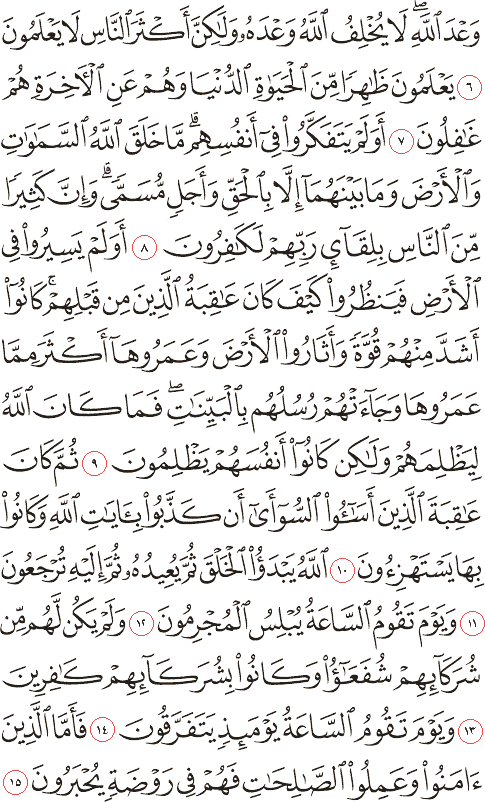 وَعْدَ ٱللَّهِۖ لَا يُخْلِفُ ٱللَّهُ وَعْدَهُۥ وَلَٰكِنَّ أَكْثَرَ ٱلنَّاسِ لَا يَعْلَمُونَ
٦ يَعْلَمُونَ ظَٰهِرًا مِّنَ ٱلْحَيَوٰةِ ٱلدُّنْيَا وَهُمْ عَنِ ٱلْأٓخِرَةِ هُمْ
غَٰفِلُونَ ٧ أَوَلَمْ يَتَفَكَّرُوا۟ فِىٓ أَنفُسِهِمۗ مَّا خَلَقَ ٱللَّهُ ٱلسَّمَٰوَٰتِ
وَٱلْأَرْضَ وَمَا بَيْنَهُمَآ إِلَّا بِٱلْحَقِّ وَأَجَلٍ مُّسَمًّىۗ وَإِنَّ كَثِيرًا
مِّنَ ٱلنَّاسِ بِلِقَآئِ رَبِّهِمْ لَكَٰفِرُونَ ٨ أَوَلَمْ يَسِيرُوا۟ فِى
ٱلْأَرْضِ فَيَنظُرُوا۟ كَيْفَ كَانَ عَٰقِبَةُ ٱلَّذِينَ مِن قَبْلِهِمْۚ كَانُوٓا۟
أَشَدَّ مِنْهُمْ قُوَّةً وَأَثَارُوا۟ ٱلْأَرْضَ وَعَمَرُوهَآ أَكْثَرَ مِمَّا
عَمَرُوهَا وَجَآءَتْهُمْ رُسُلُهُم بِٱلْبَيِّنَٰتِۖ فَمَا كَانَ ٱللَّهُ
لِيَظْلِمَهُمْ وَلَٰكِن كَانُوٓا۟ أَنفُسَهُمْ يَظْلِمُونَ ٩ ثُمَّ كَانَ
عَٰقِبَةَ ٱلَّذِينَ أَسَٰٓـُٔوا۟ ٱلسُّوٓأَىٰٓ أَن كَذَّبُوا۟ بِـَٔايَٰتِ ٱللَّهِ وَكَانُوا۟
بِهَا يَسْتَهْزِءُونَ ١٠ ٱللَّهُ يَبْدَؤُا۟ ٱلْخَلْقَ ثُمَّ يُعِيدُهُۥ ثُمَّ إِلَيْهِ تُرْجَعُونَ
١١ وَيَوْمَ تَقُومُ ٱلسَّاعَةُ يُبْلِسُ ٱلْمُجْرِمُونَ ١٢ وَلَمْ يَكُن لَّهُم مِّن
شُرَكَآئِهِمْ شُفَعَٰٓؤُا۟ وَكَانُوا۟ بِشُرَكَآئِهِمْ كَٰفِرِينَ
١٣ وَيَوْمَ تَقُومُ ٱلسَّاعَةُ يَوْمَئِذٍ يَتَفَرَّقُونَ ١٤ فَأَمَّا ٱلَّذِينَ
ءَامَنُوا۟ وَعَمِلُوا۟ ٱلصَّٰلِحَٰتِ فَهُمْ فِى رَوْضَةٍ يُحْبَرُونَ ١٥